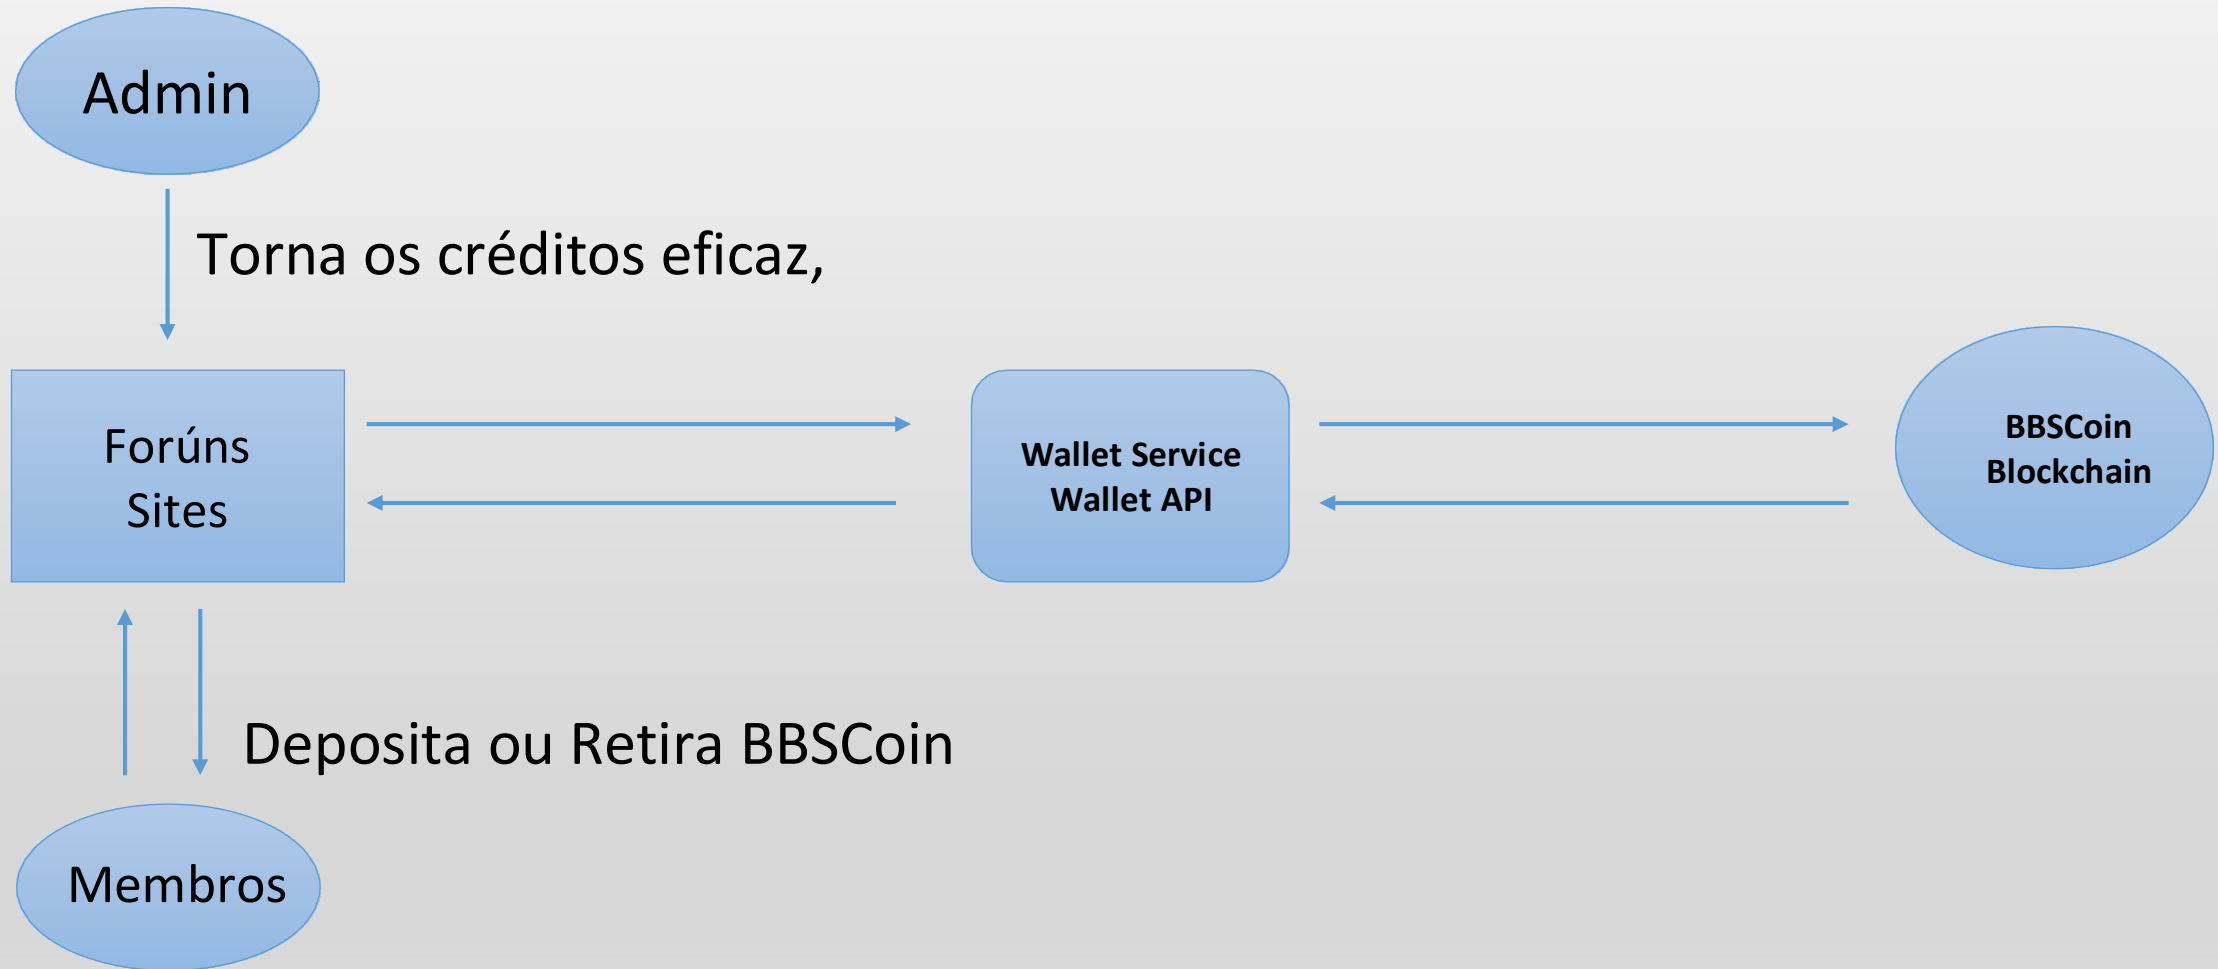 Admin
Torna os créditos eficaz,
Forúns
Sites
Wallet Service
Wallet API
BBSCoin
Blockchain
Deposita ou Retira BBSCoin
Membros